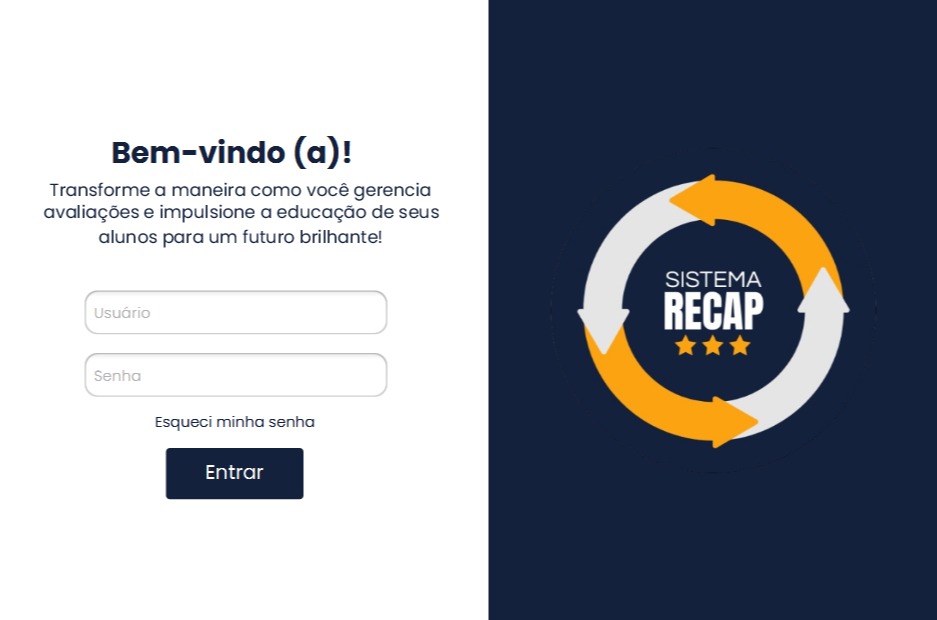 Bem-vindo (a)!
Transforme a maneira como você gerencia
avaliações e impulsione a educação de seus
alunos para um futuro brilhante!
Usuário
Senha
Esqueci minha senha
Entrar
SISTEMA
RECAP